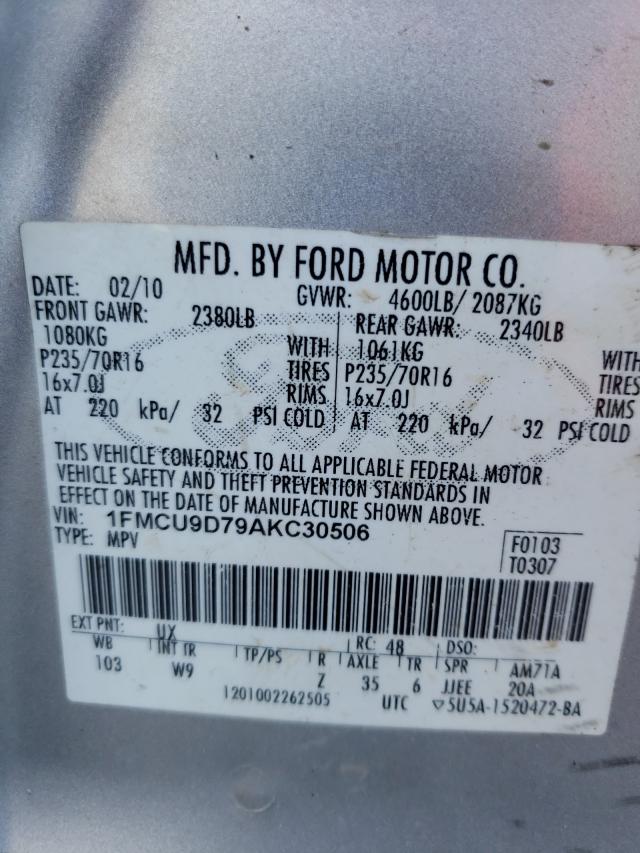 MFD. BY FORD MOTOR CO.
DATE: 02/10 GVWR: 4600LB/ 2087KG
FRONT GAWR: 2380LB REAR GAWR: 2340LB
1080KG WITH 1061KG WITH
P235/70R16 TIRES P235/70R16 TIRES
16x7.0J RIMS 16x7.0J RIMS
AT 220 kPa/ 32 PSI COLD AT 220 kPa/ 32 PSI COLD
Ford
THIS VEHICLE CONFORMS TO ALL APPLICABLE FEDERAL MOTOR
VEHICLE SAFETY AND THEFT PREVENTION STANDARDS IN
EFFECT ON THE DATE OF MANUFACTURE SHOWN ABOVE.
VIN: 1FMCU9D79AKC30506 F0103
TYPE: MPV T0307
EXT PNT: UX RC: 48 DSO:
WB INT TR TP/PS R AXLE TR SPR AM71A
103 W9 Z 35 6 JJEE 20A
1201002262505 UTC ▽5U5A-1520472-BA